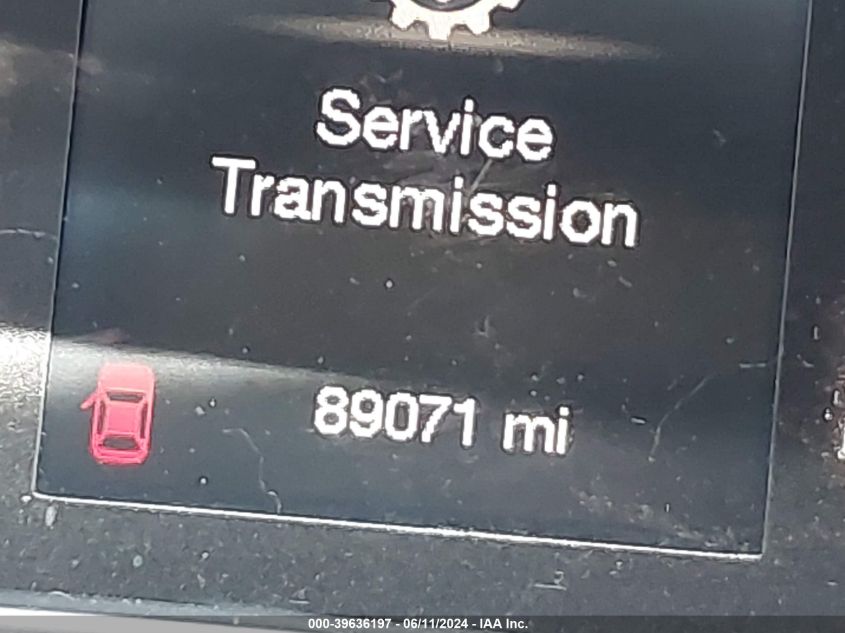 Service
Transmission
89071 mi
000-39636197 - 06/11/2024 - IAA Inc.